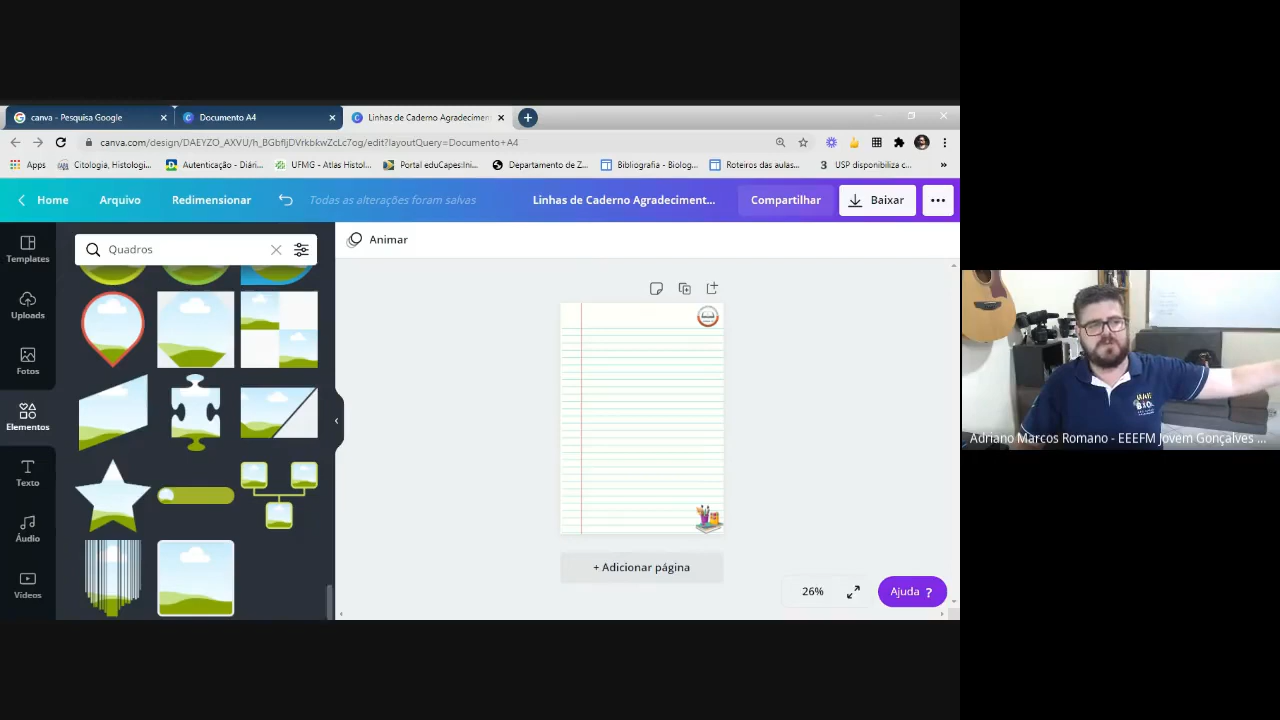 canva - Pesquisa Google
Documento A4
Linhas de Caderno Agradecimen
canva.com/design/DAEYZO_AXVU/h_BGbfljDVrkbkwZcLc7og/edit?layoutQuery=Documento+A4
Apps
Citologia, Histologi...
Autenticação - Diári...
UFMG - Atlas Histol...
Portal eduCapes:Ini...
Departamento de Z...
Bibliografia - Biolog...
Roteiros das aulas...
USP disponibiliza c...
»
Home
Arquivo
Redimensionar
Todas as alterações foram salvas
Linhas de Caderno Agradeciment...
Compartilhar
Baixar
Templates
Uploads
Fotos
Elementos
Texto
Áudio
Vídeos
Quadros
Animar
+ Adicionar página
26%
Ajuda ?
Adriano Marcos Romano - EEEFM Jovem Gonçalves ...